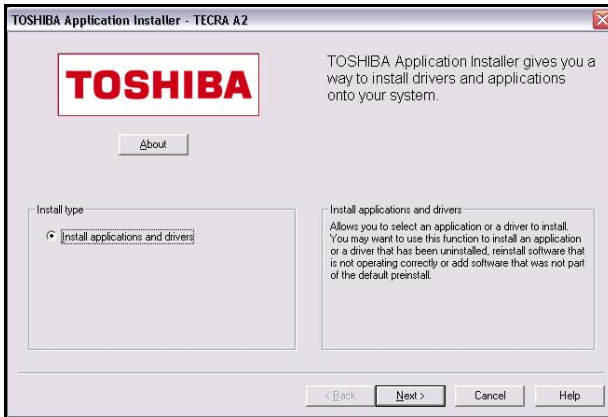 TOSHIBA Application Installer - TECRA A2
TOSHIBA
TOSHIBA Application Installer gives you a
way to install drivers and applications
onto your system.
About
Install type
Install applications and drivers
Install applications and drivers
Allows you to select an application or a driver to install.
You may want to use this function to install an application
or a driver that has been uninstalled, reinstall software that
is not operating correctly or add software that was not part
of the default preinstall.
< Back
Next >
Cancel
Help